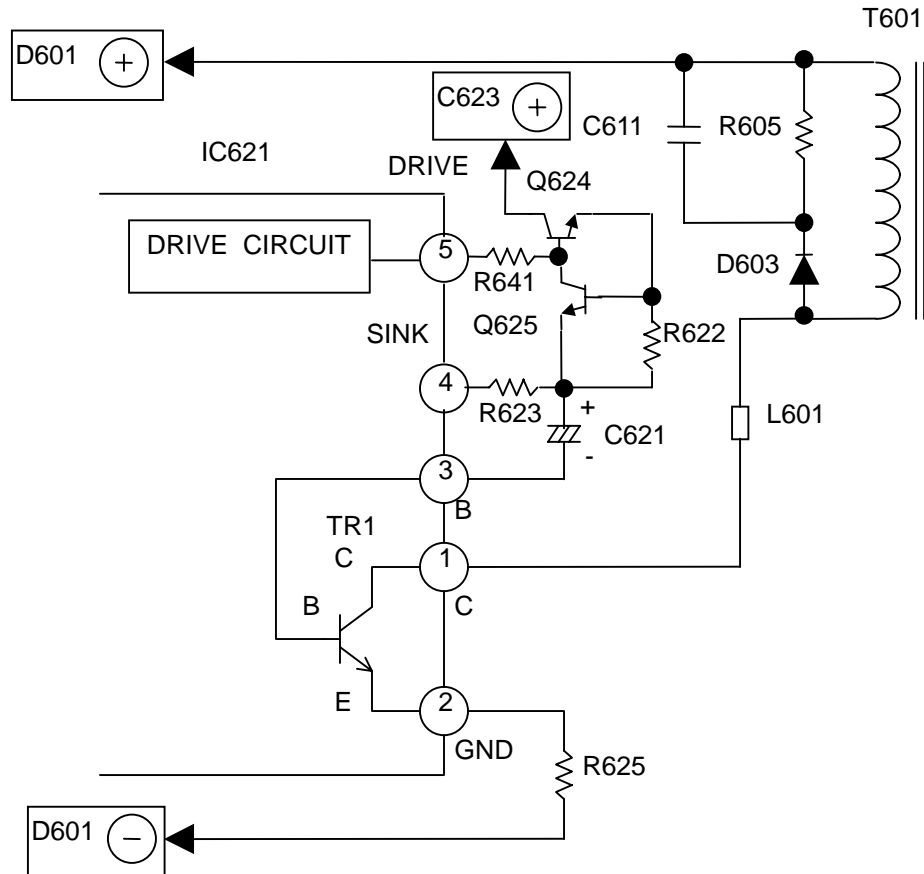 T601
D601 +
C623 +
C611
R605
IC621
DRIVE
Q624
DRIVE CIRCUIT
5
R641
D603
Q625
SINK
R622
4
R623
+
C621
L601
-
3
B
TR1
C
1
B
C
E
2
GND
R625
D601 −